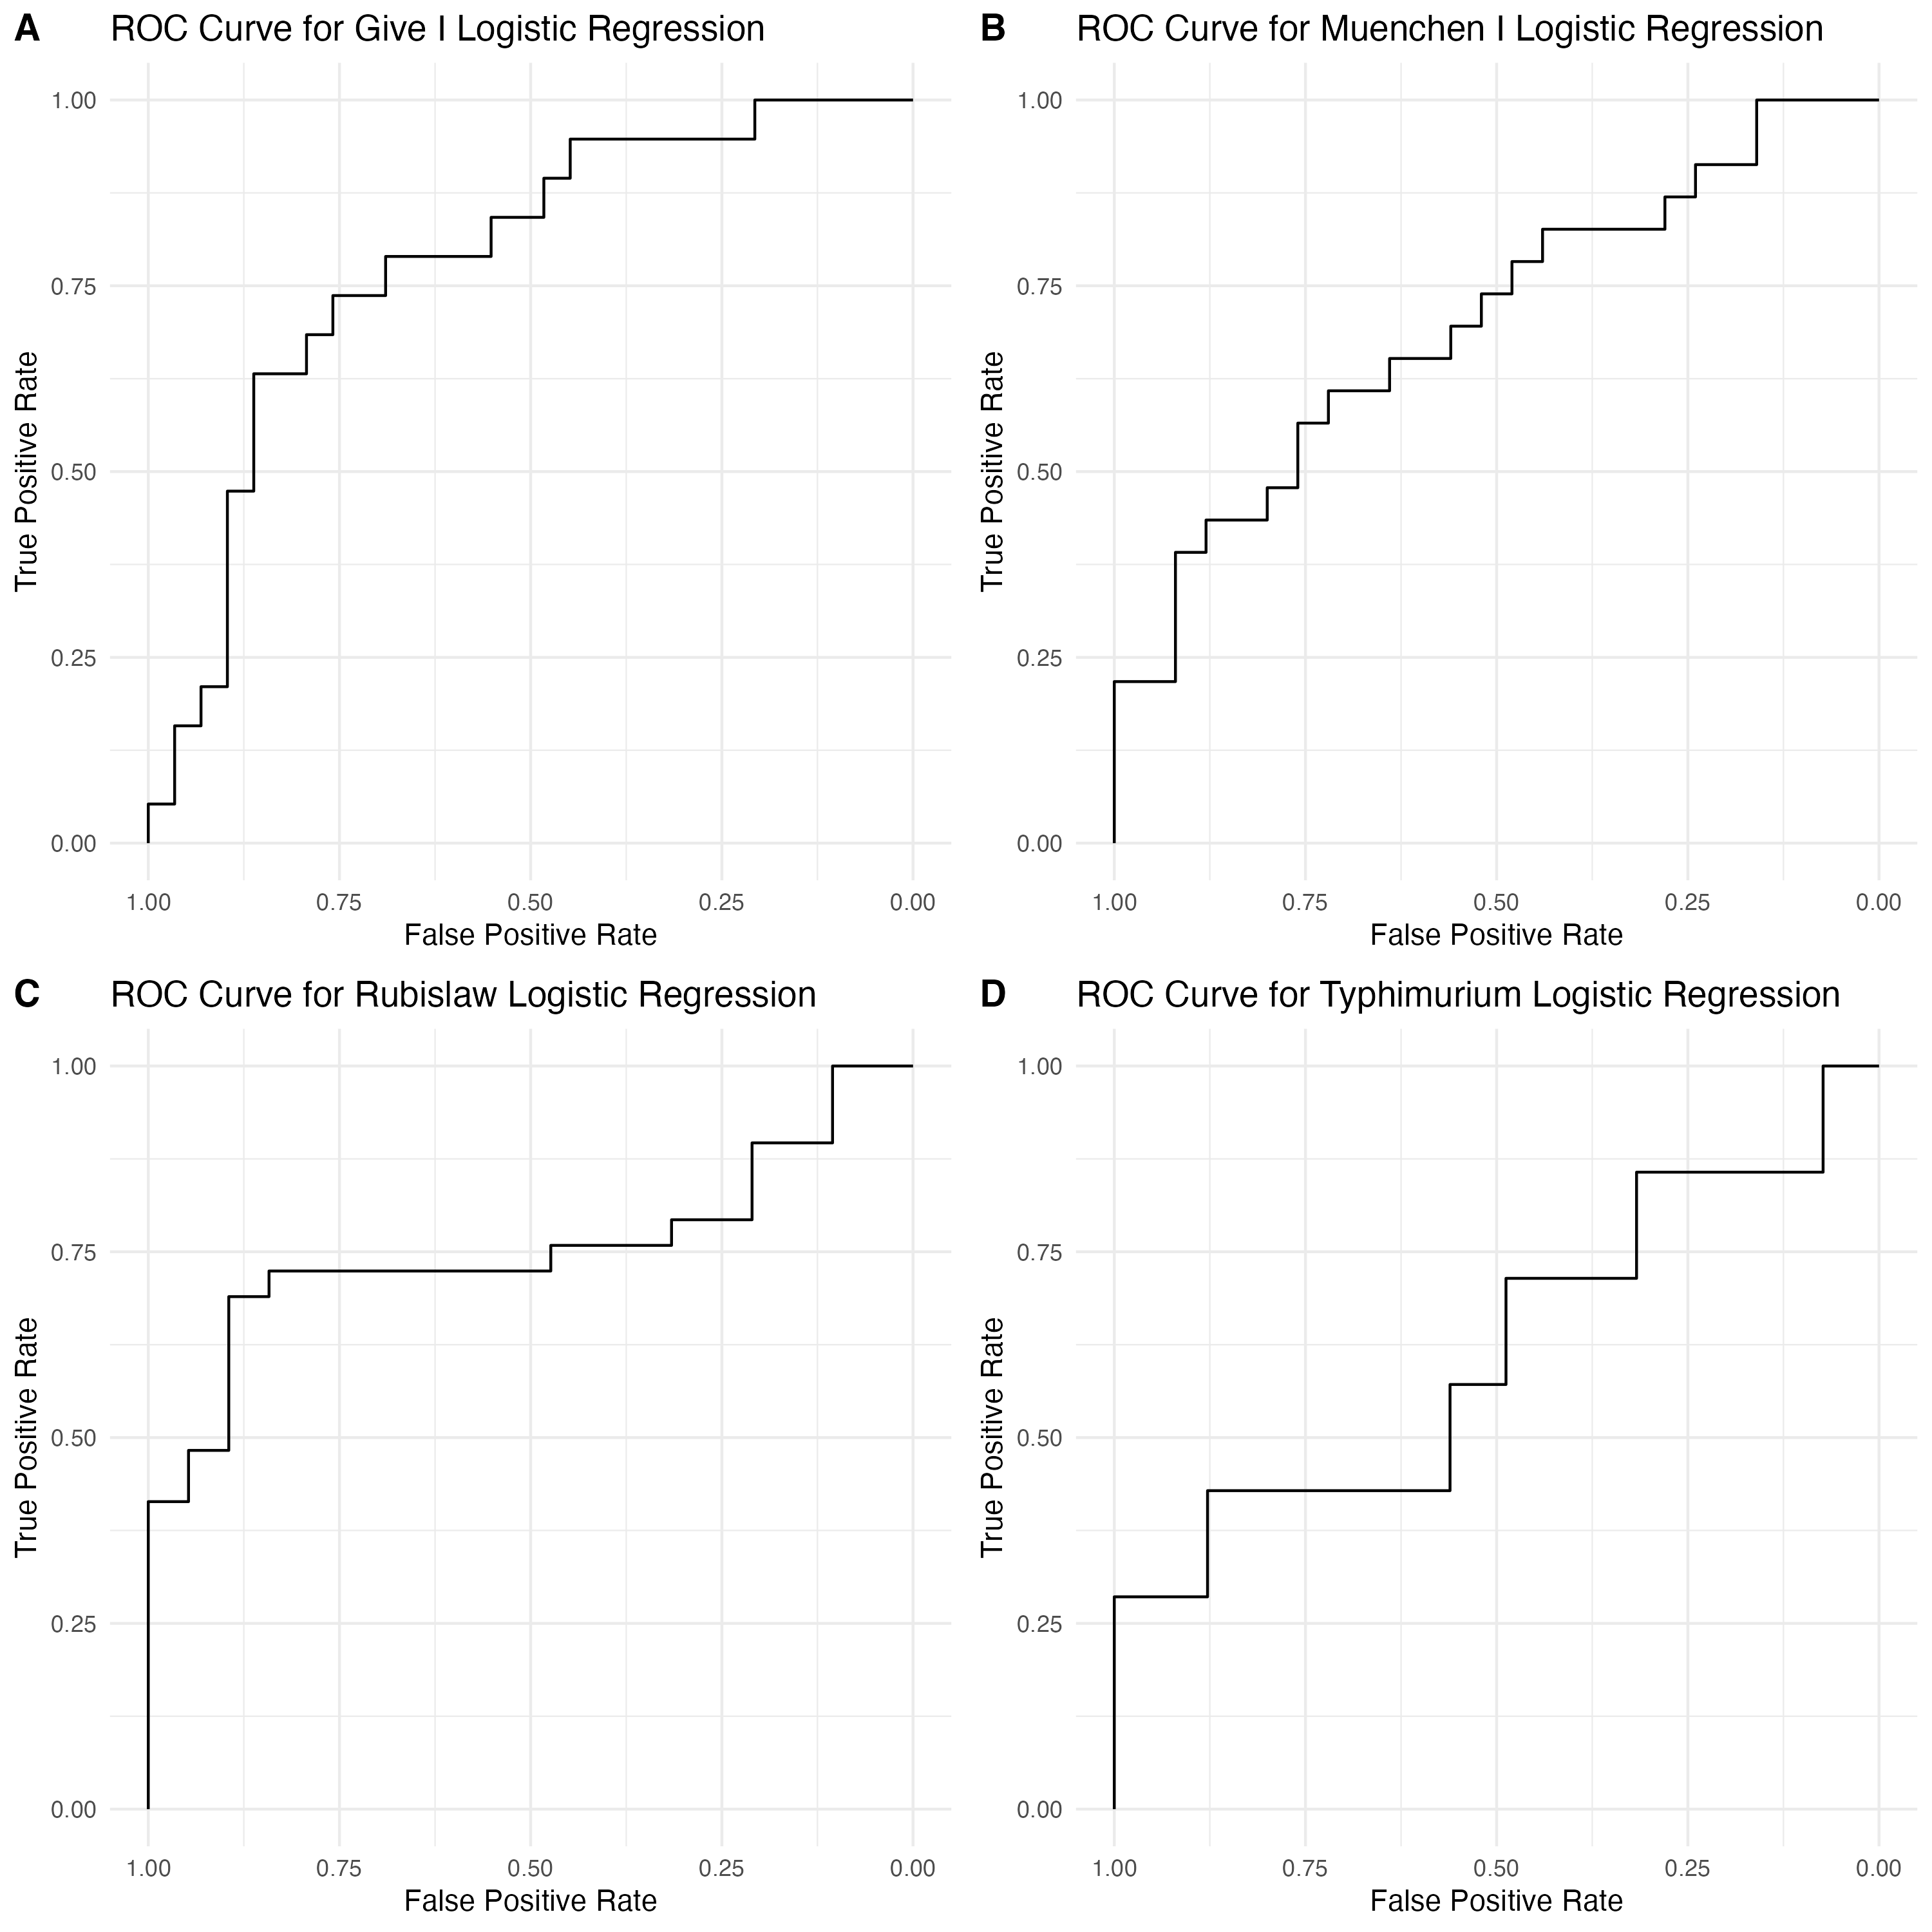 A ROC Curve for Give I Logistic Regression
1.00
0.75
0.50
0.25
0.00
True Positive Rate
1.00 0.75 0.50 0.25 0.00
False Positive Rate
B ROC Curve for Muenchen I Logistic Regression
1.00
0.75
0.50
0.25
0.00
True Positive Rate
1.00 0.75 0.50 0.25 0.00
False Positive Rate
C ROC Curve for Rubislaw Logistic Regression
1.00
0.75
0.50
0.25
0.00
True Positive Rate
1.00 0.75 0.50 0.25 0.00
False Positive Rate
D ROC Curve for Typhimurium Logistic Regression
1.00
0.75
0.50
0.25
0.00
True Positive Rate
1.00 0.75 0.50 0.25 0.00
False Positive Rate